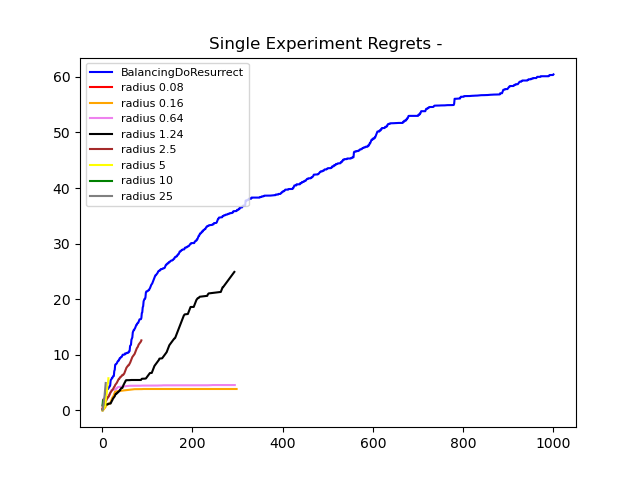 Single Experiment Regrets -
60
50
40
30
20
10
0
BalancingDoResurrect
radius 0.08
radius 0.16
radius 0.64
radius 1.24
radius 2.5
radius 5
radius 10
radius 25
0 200 400 600 800 1000